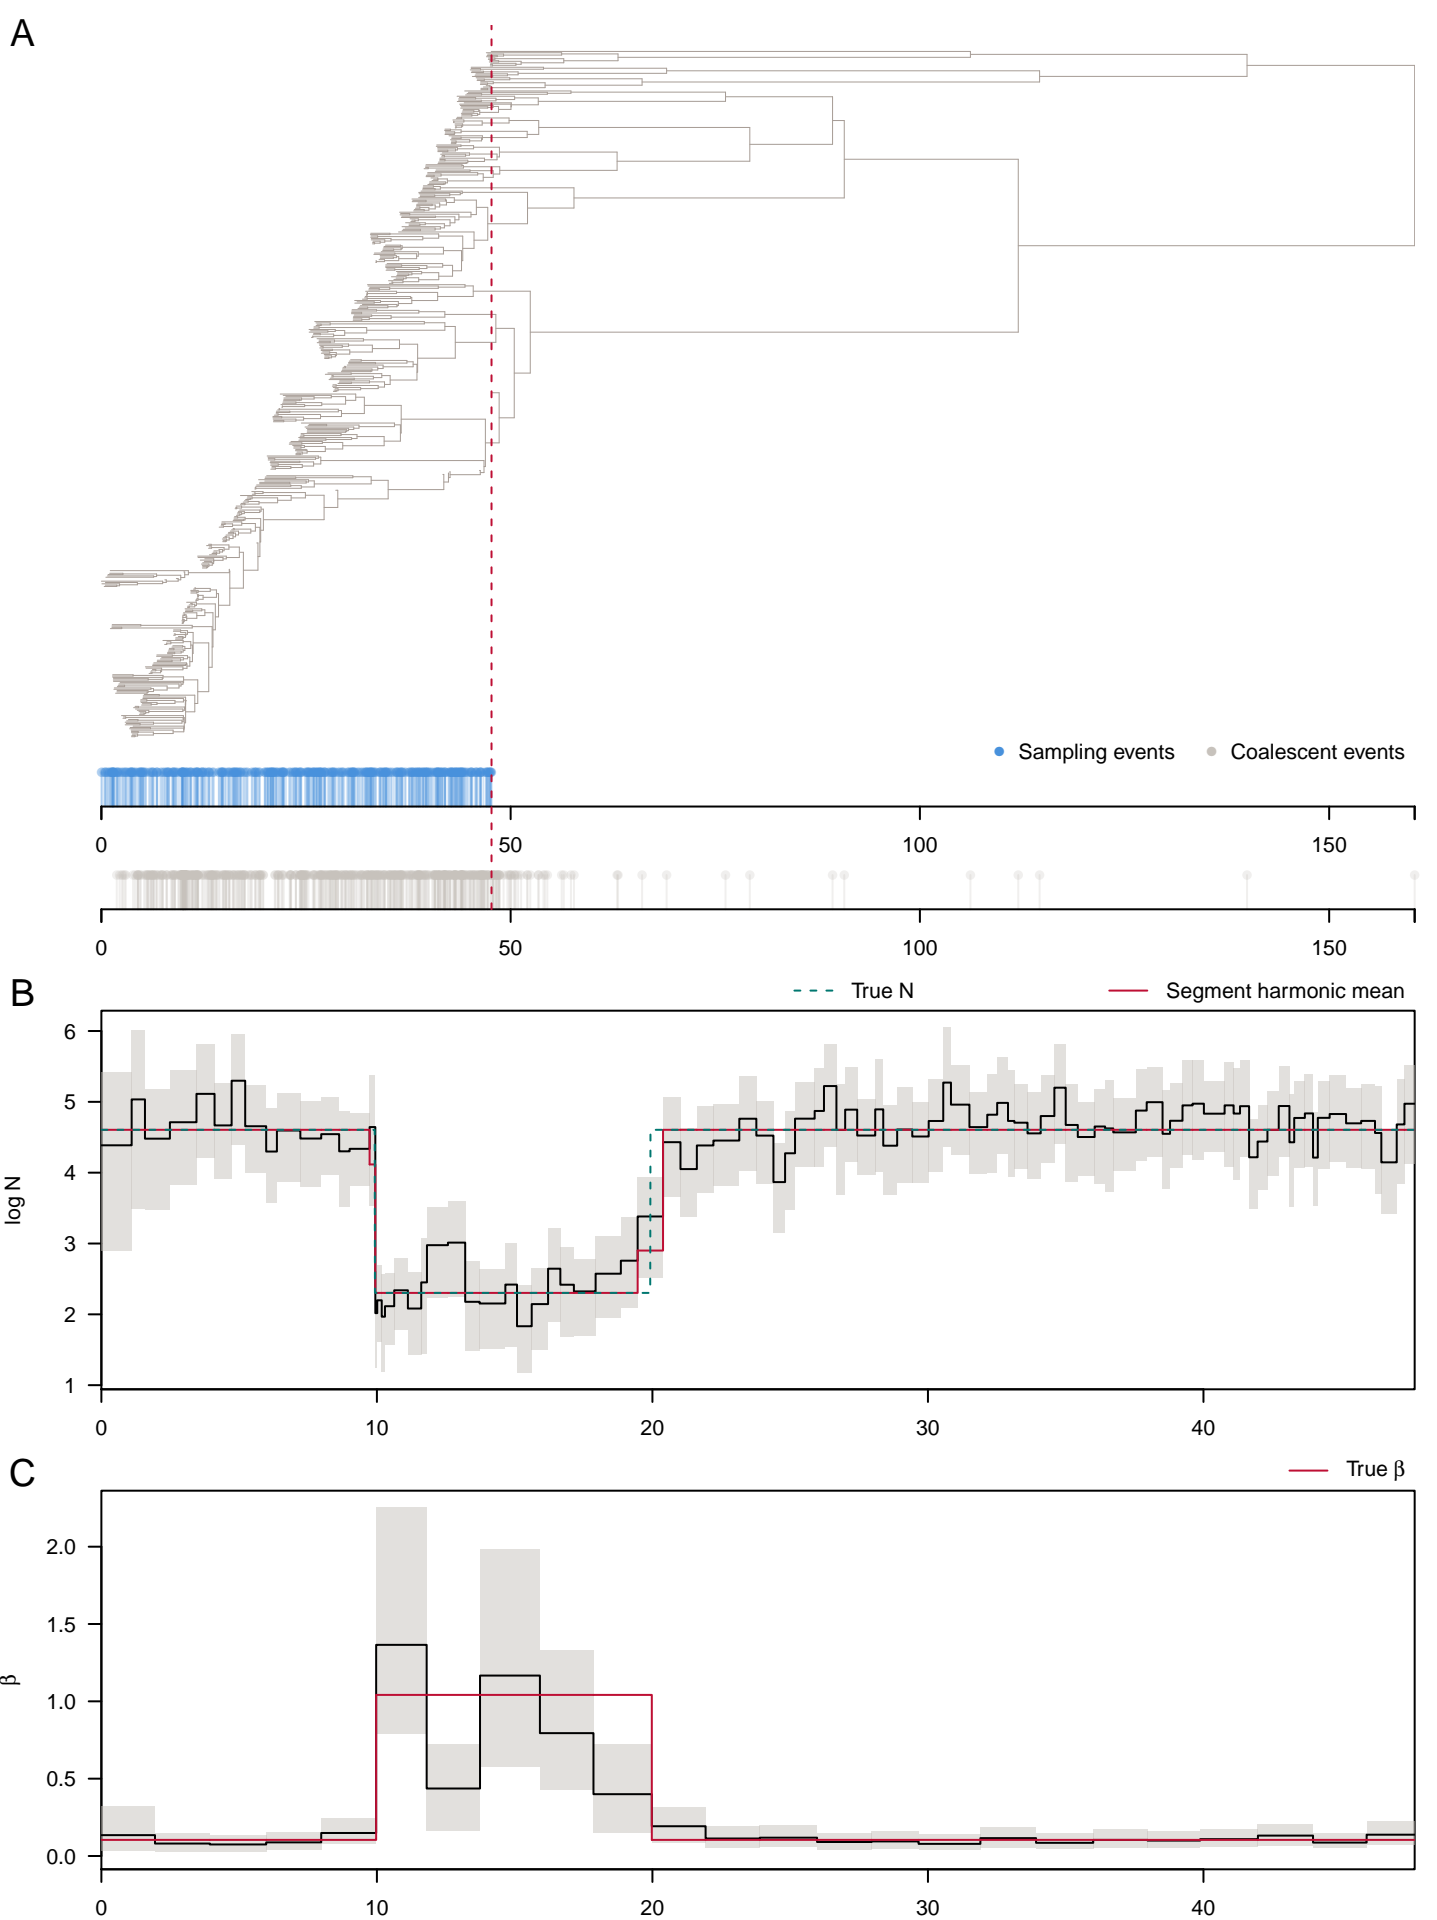 A
Sampling events
Coalescent events
0 50 100 150
0 50 100 150
B
True N
Segment harmonic mean
log N
6
5
4
3
2
1
0 10 20 30 40
C
True β
β
2.0
1.5
1.0
0.5
0.0
0 10 20 30 40